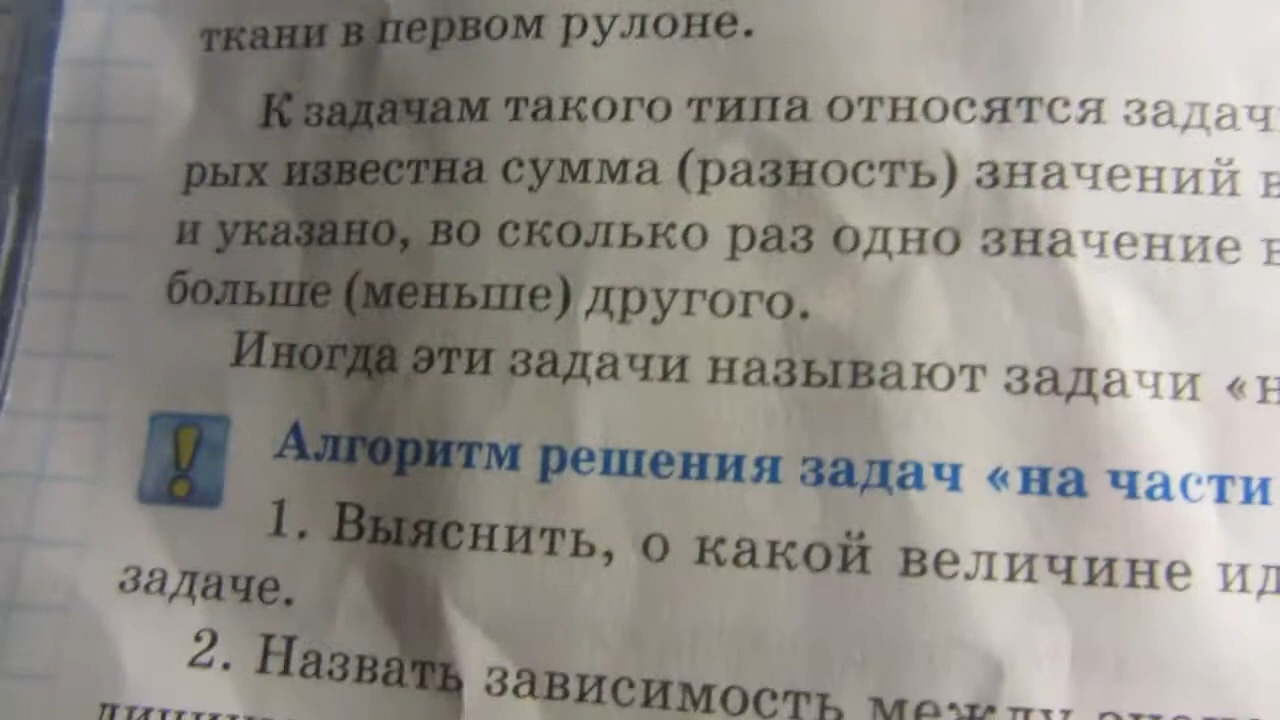 ткани в первом рулоне.
К задачам такого типа относятся задач
рых известна сумма (разность) значений в
и указано, во сколько раз одно значение в
больше (меньше) другого.
Иногда эти задачи называют задачи «н
Алгоритм решения задач «на части
1. Выяснить, о какой величине ид
задаче.
2. Назвать зависимость между